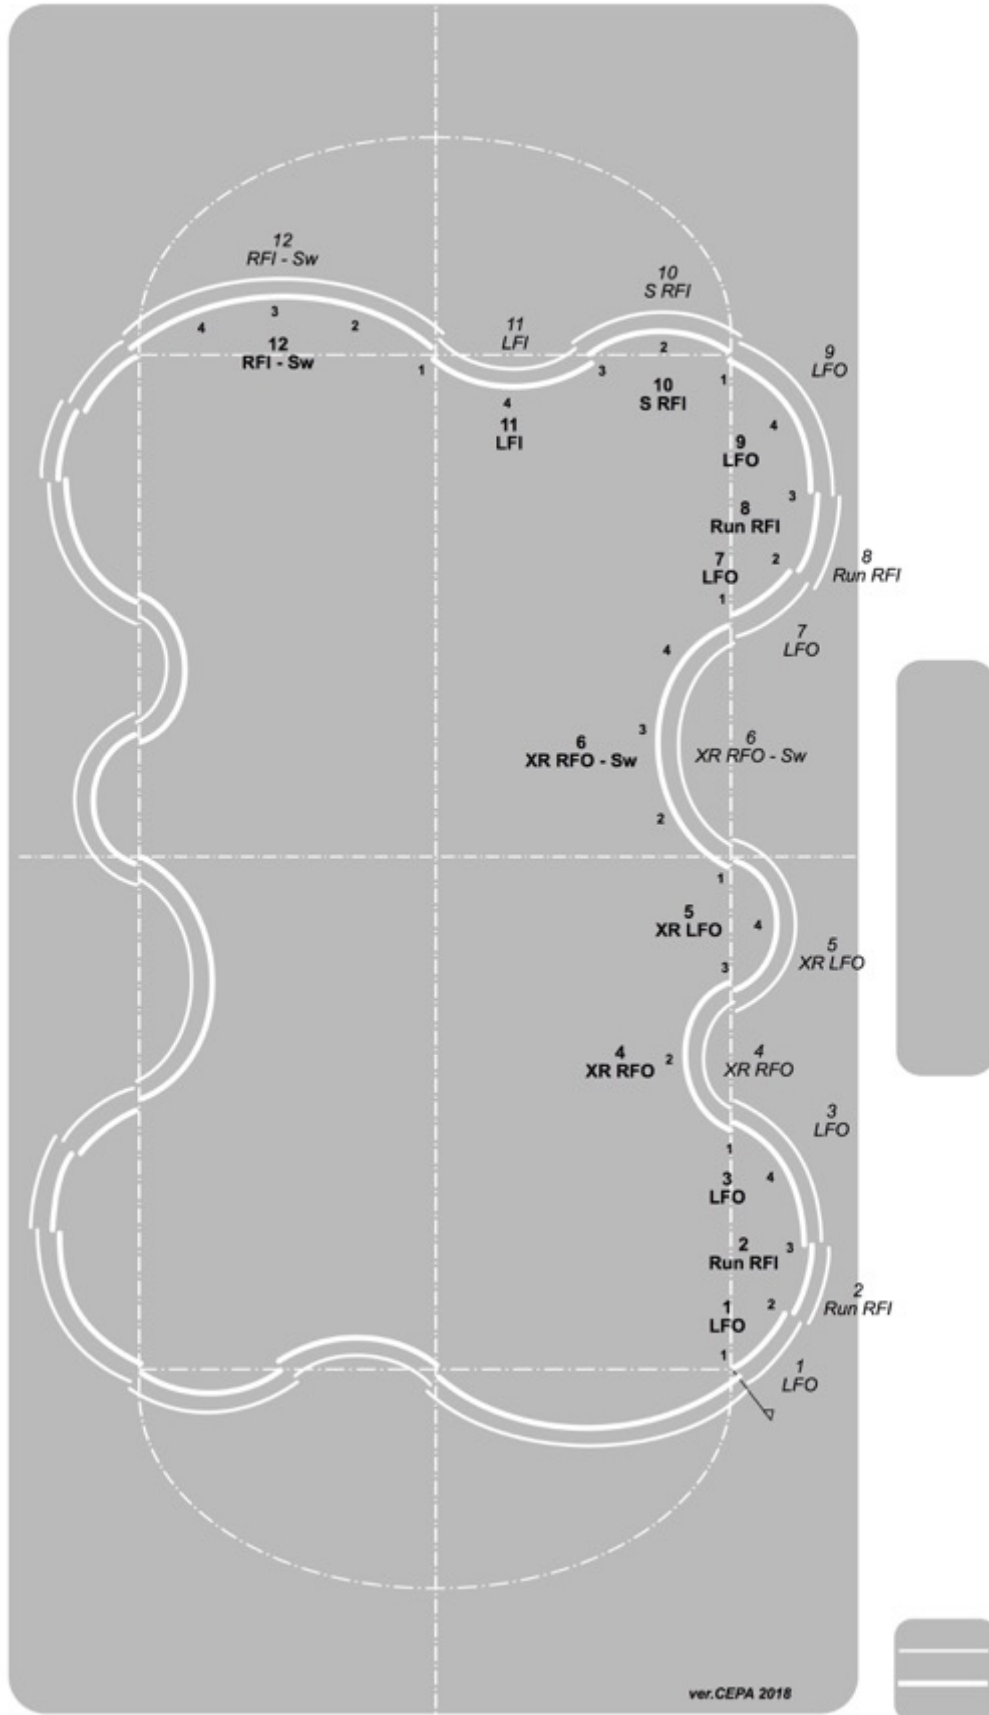 12
RFI - Sw
10
S RFI
11
LFI
9
LFO
4
3
2
12
RFI - Sw
1
3
2
1
10
S RFI
4
11
LFI
4
9
LFO
3
8
Run RFI
2
7
LFO
1
8
Run RFI
7
LFO
4
3
6
XR RFO - Sw
6
XR RFO - Sw
2
1
5
XR LFO
4
5
XR LFO
3
4
XR RFO
2
4
XR RFO
3
LFO
1
3
LFO
4
2
Run RFI
3
2
Run RFI
1
LFO
2
1
1
LFO
ver.CEPA 2018